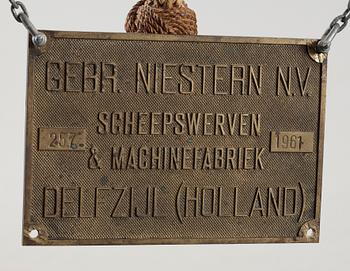 GEBR. NIESTERN N.V.
SCHEEPSWERVEN
257 1961
& MACHINEFABRIEK
DELFZIJL (HOLLAND)